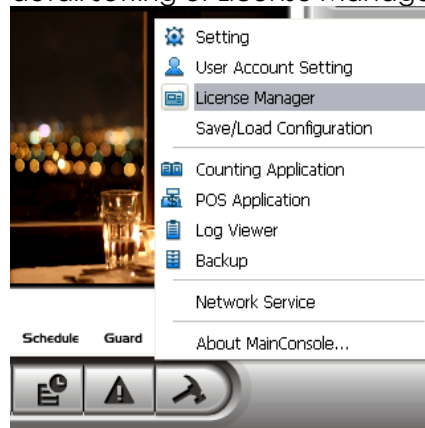 Setting
User Account Setting
License Manager
Save/Load Configuration
Counting Application
POS Application
Log Viewer
Backup
Network Service
About MainConsole...
Schedule Guard